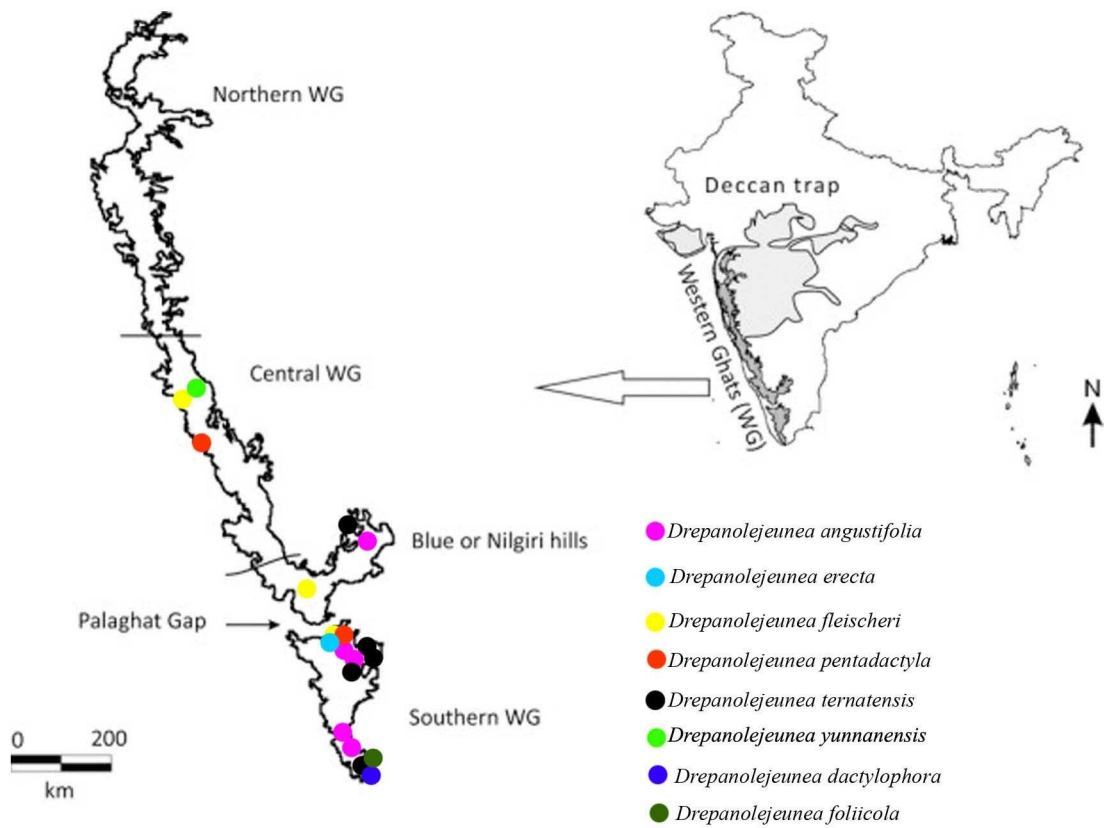 Northern WG
Deccan trap
Western Ghats (WG)
Central WG
N
Blue or Nilgiri hills
Palaghat Gap
Southern WG
0 200
km
Drepanolejeunea angustifolia
Drepanolejeunea erecta
Drepanolejeunea fleischeri
Drepanolejeunea pentadactyla
Drepanolejeunea ternatensis
Drepanolejeunea yunnanensis
Drepanolejeunea dactylophora
Drepanolejeunea foliicola